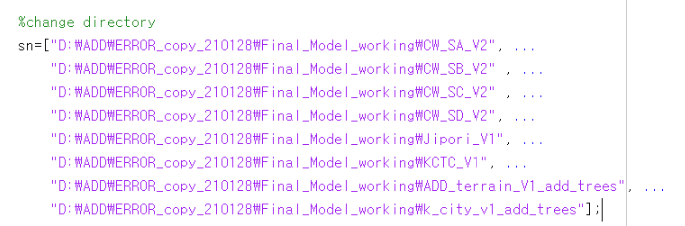 %change directory
sn=["D:₩ADD₩ERROR_copy_210128₩Final_Model_working₩CW_SA_V2", ...
"D:₩ADD₩ERROR_copy_210128₩Final_Model_working₩CW_SB_V2" , ...
"D:₩ADD₩ERROR_copy_210128₩Final_Model_working₩CW_SC_V2" , ...
"D:₩ADD₩ERROR_copy_210128₩Final_Model_working₩CW_SD_V2", ...
"D:₩ADD₩ERROR_copy_210128₩Final_Model_working₩Jipori_V1", ...
"D:₩ADD₩ERROR_copy_210128₩Final_Model_working₩KCTC_V1", ...
"D:₩ADD₩ERROR_copy_210128₩Final_Model_working₩ADD_terrain_V1_add_trees", ...
"D:₩ADD₩ERROR_copy_210128₩Final_Model_working₩k_city_v1_add_trees"];